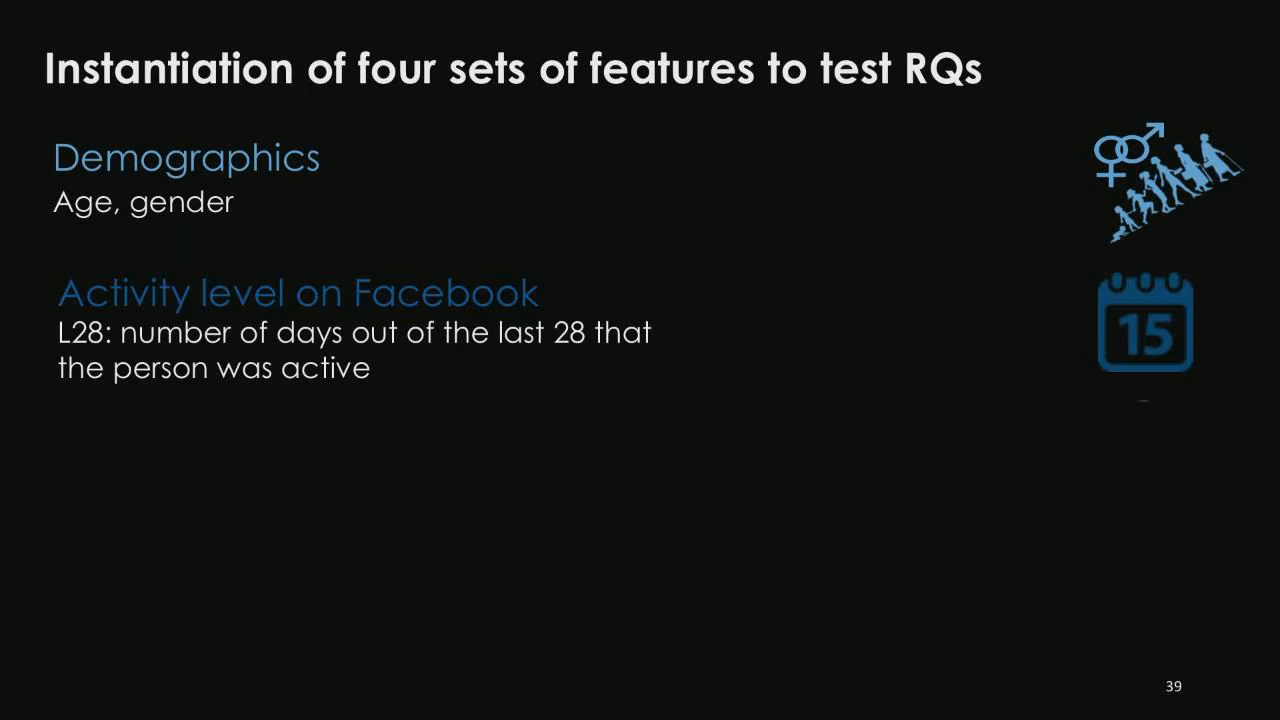 Instantiation of four sets of features to test RQs
Demographics
Age, gender
Activity level on Facebook
L28: number of days out of the last 28 that
the person was active
15
39